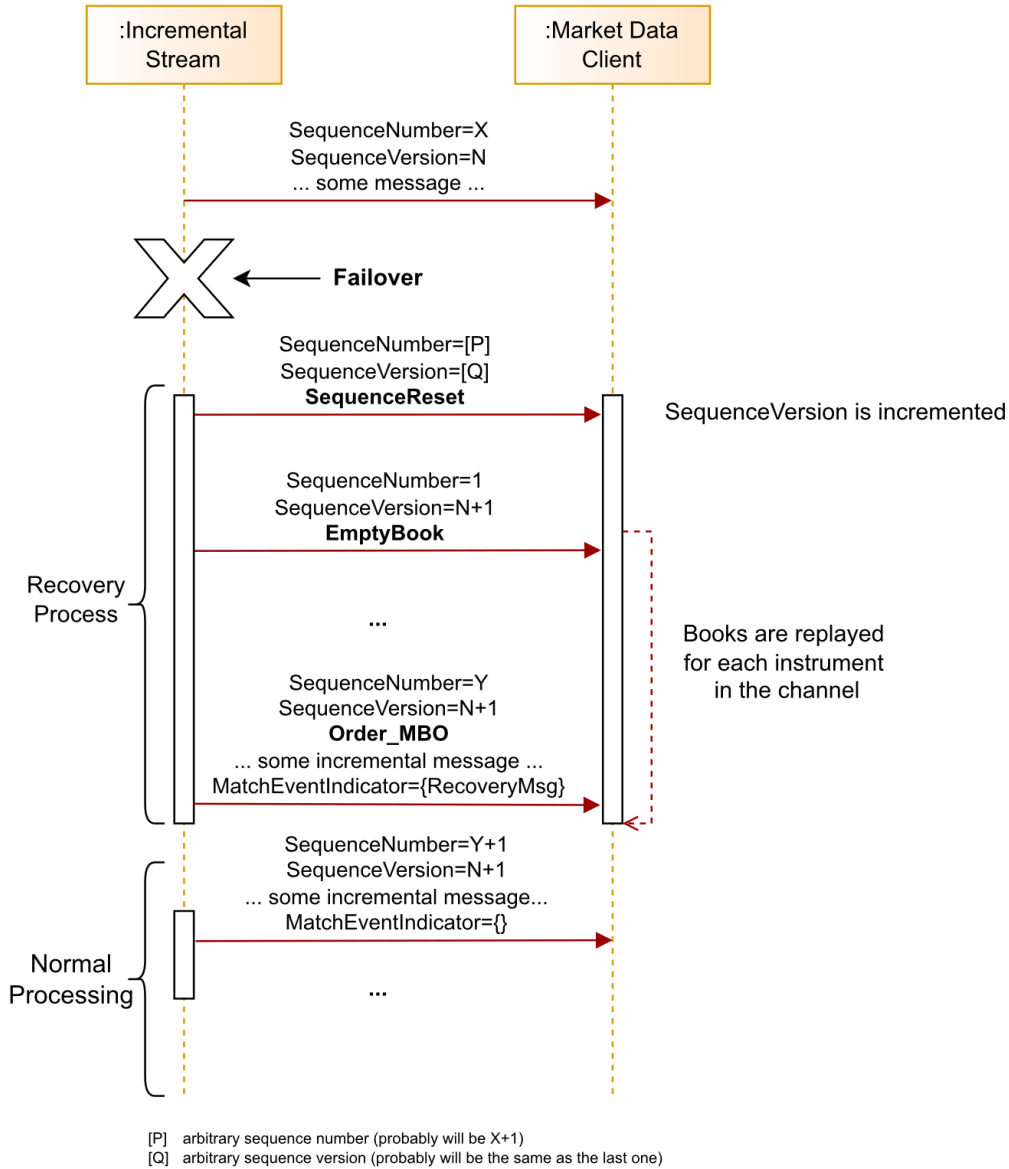 :Incremental
Stream
:Market Data
Client
SequenceNumber=X
SequenceVersion=N
... some message ...
Failover
SequenceNumber=[P]
SequenceVersion=[Q]
SequenceReset
SequenceVersion is incremented
SequenceNumber=1
SequenceVersion=N+1
EmptyBook
Recovery
Process
...
Books are replayed
for each instrument
in the channel
SequenceNumber=Y
SequenceVersion=N+1
Order_MBO
... some incremental message ...
MatchEventIndicator={RecoveryMsg}
SequenceNumber=Y+1
SequenceVersion=N+1
... some incremental message...
MatchEventIndicator={}
Normal
Processing
...
[P] arbitrary sequence number (probably will be X+1)
[Q] arbitrary sequence version (probably will be the same as the last one)